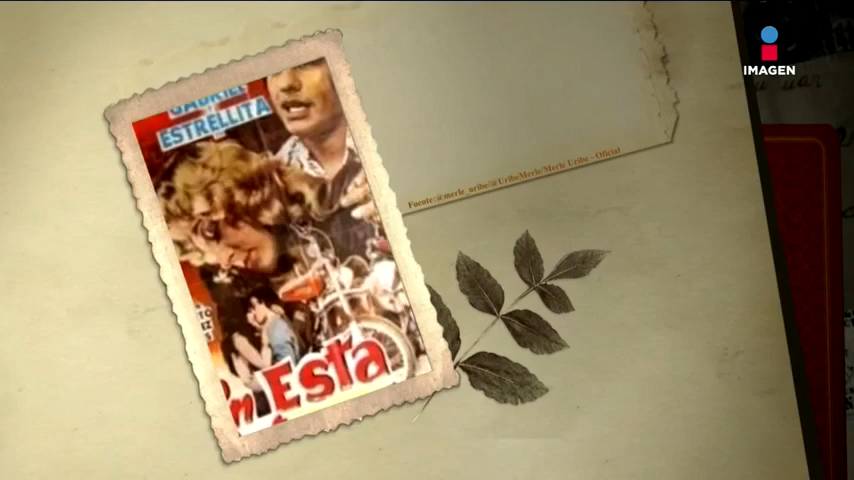 IMAGEN
GABRIEL
Y
ESTRELLITA
Fuente:@merle_uribe/@UribeMerle/Merle Uribe - Oficial
Esta